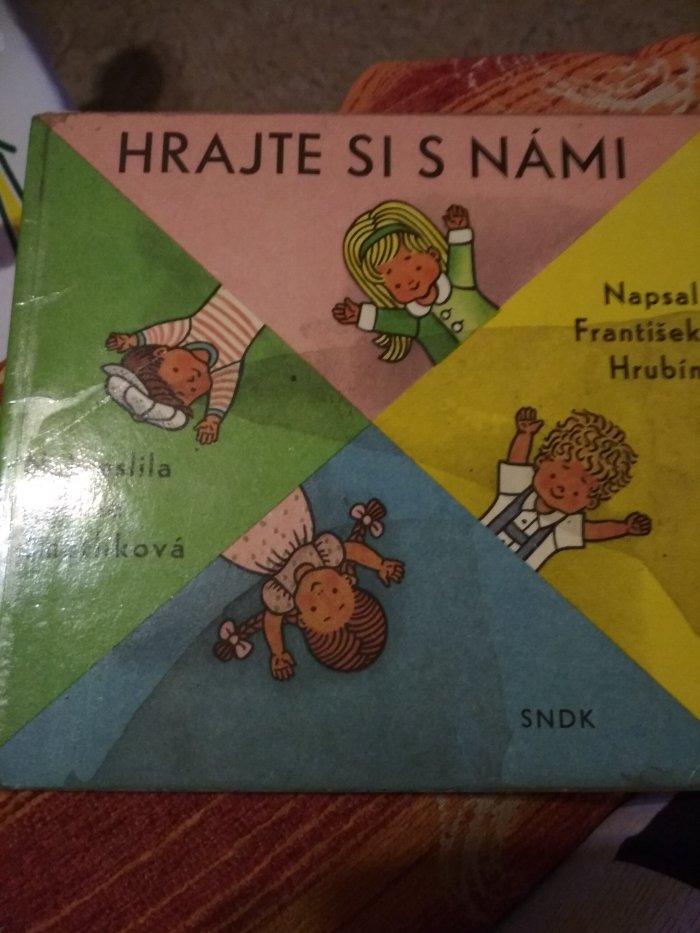 HRAJTE SI S NÁMI
Napsal
František
Hrubín
SNDK